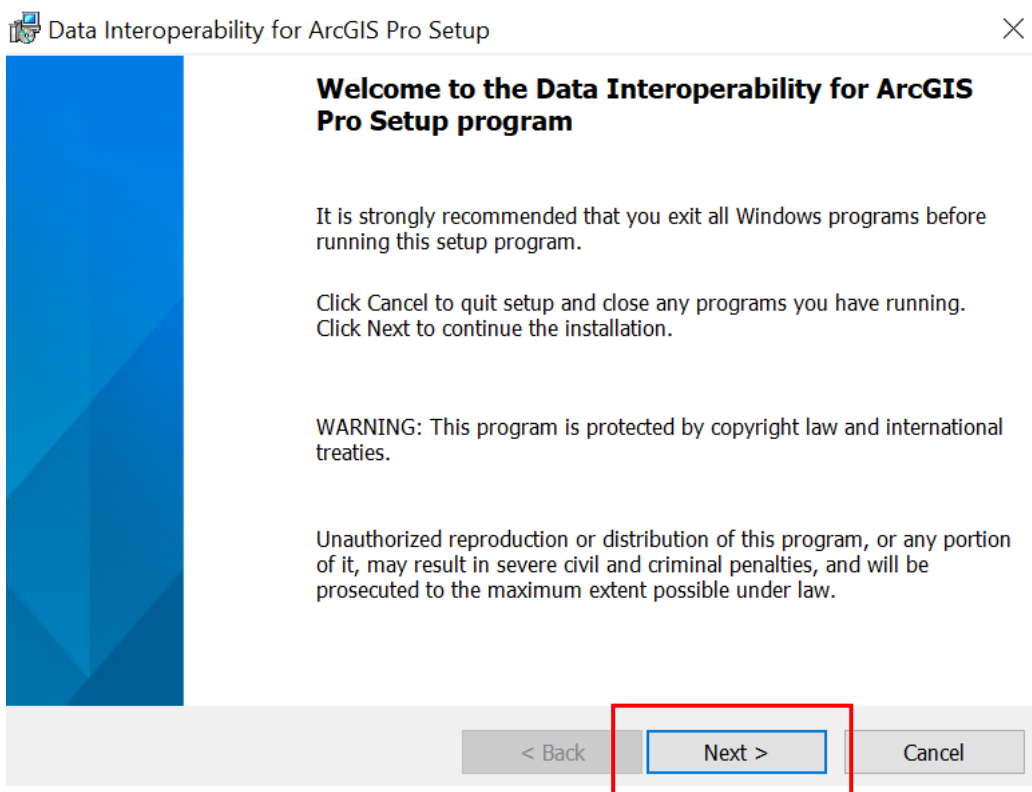 Data Interoperability for ArcGIS Pro Setup
Welcome to the Data Interoperability for ArcGIS
Pro Setup program
It is strongly recommended that you exit all Windows programs before
running this setup program.
Click Cancel to quit setup and close any programs you have running.
Click Next to continue the installation.
WARNING: This program is protected by copyright law and international
treaties.
Unauthorized reproduction or distribution of this program, or any portion
of it, may result in severe civil and criminal penalties, and will be
prosecuted to the maximum extent possible under law.
< Back Next > Cancel